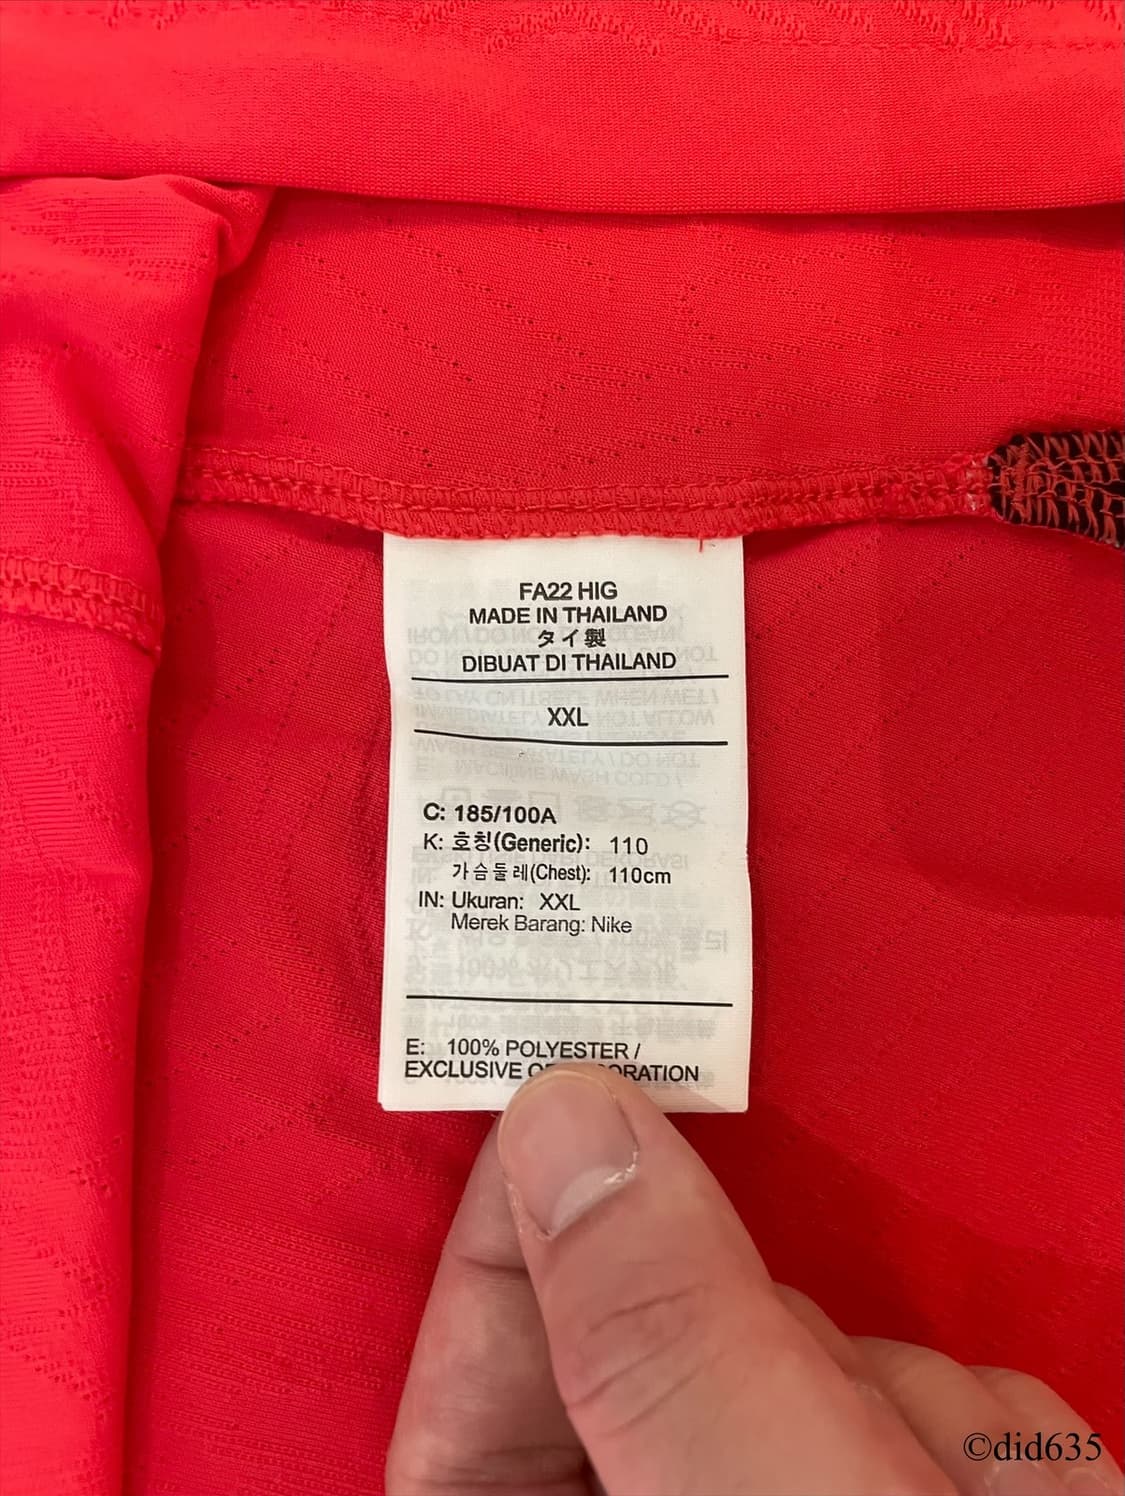 FA22 HIG
MADE IN THAILAND
タイ製
DIBUAT DI THAILAND
XXL
C: 185/100A
K: 호칭(Generic): 110
가슴둘레(Chest): 110cm
IN: Ukuran: XXL
Merek Barang: Nike
E: 100% POLYESTER /
EXCLUSIVE
©did635